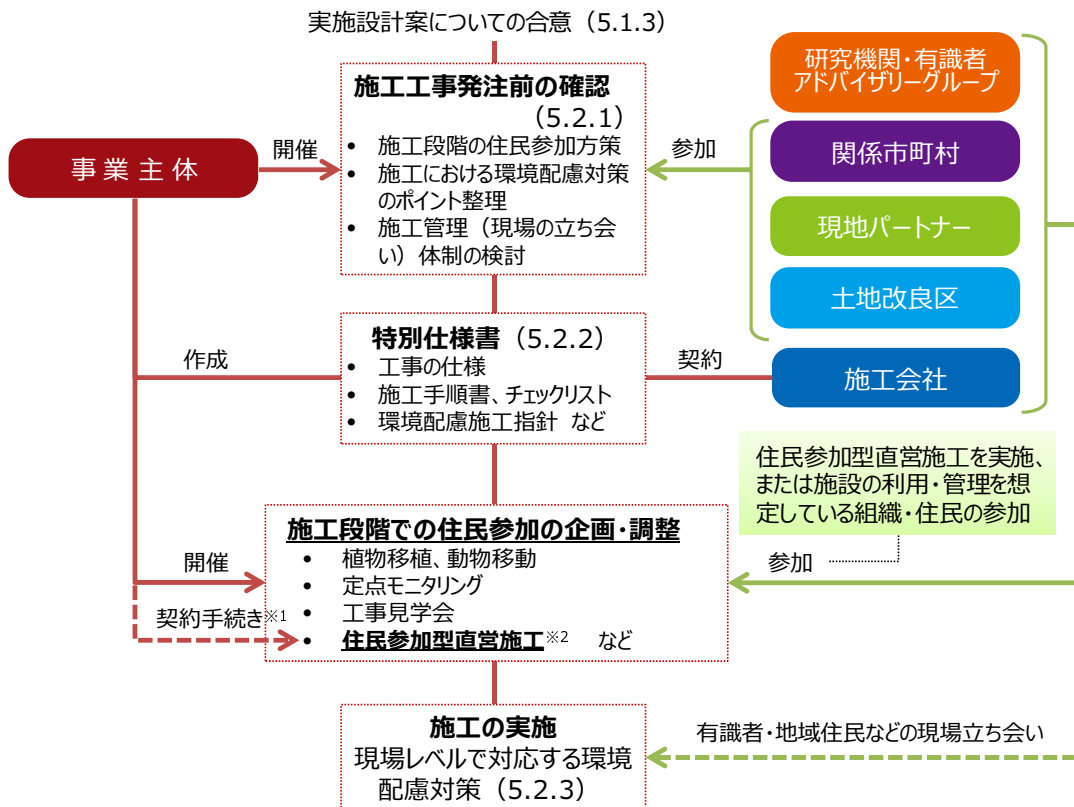 実施設計案についての合意（5.1.3）
施工工事発注前の確認
（5.2.1）
• 施工段階の住民参加方策
• 施工における環境配慮対策
のポイント整理
• 施工管理（現場の立ち会
い）体制の検討
事業主体
開催
参加
研究機関・有識者
アドバイザリーグループ
関係市町村
現地パートナー
土地改良区
施工会社
特別仕様書（5.2.2）
• 工事の仕様
• 施工手順書、チェックリスト
• 環境配慮施工指針 など
作成
契約
住民参加型直営施工を実施、
または施設の利用・管理を想
定している組織・住民の参加
施工段階での住民参加の企画・調整
• 植物移植、動物移動
• 定点モニタリング
• 工事見学会
• 住民参加型直営施工※2 など
開催
契約手続き※1
参加
施工の実施
現場レベルで対応する環境
配慮対策（5.2.3）
有識者・地域住民などの現場立ち会い